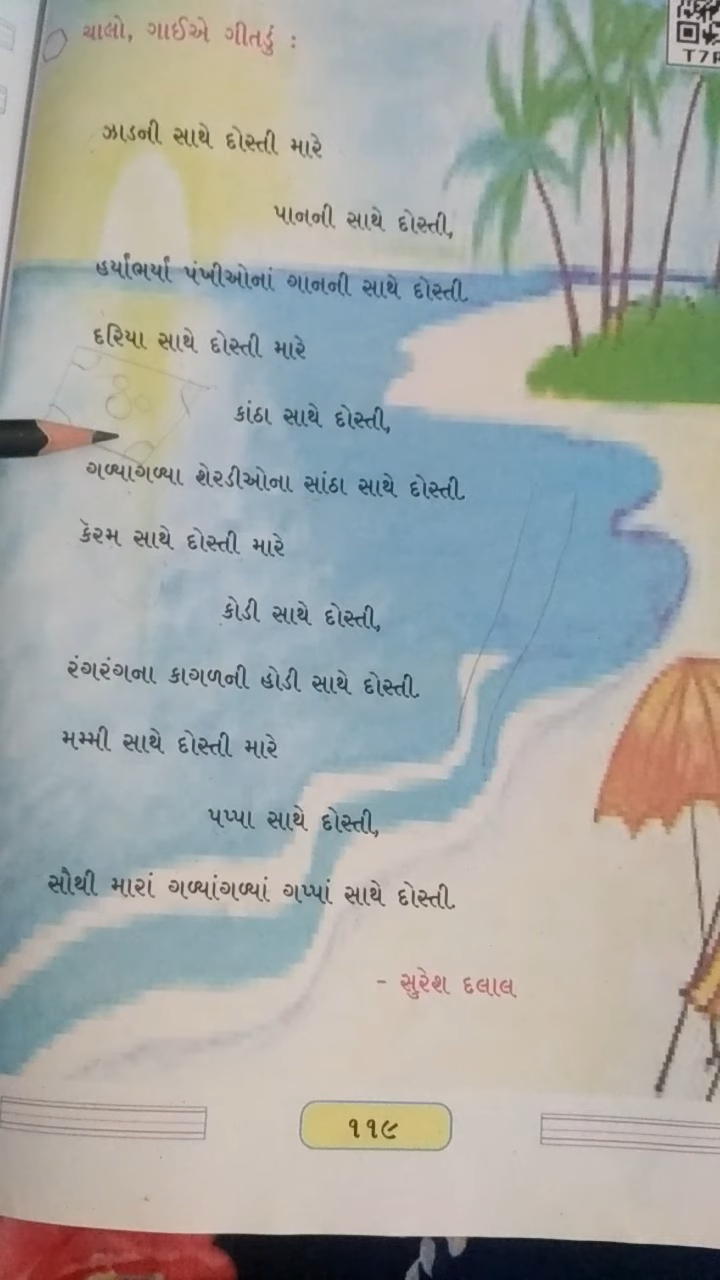 ચાલો, ગાઈએ ગીતડું :
ઝાડની સાથે દોસ્તી મારે
પાનની સાથે દોસ્તી,
હર્યાંભર્યાં પંખીઓનાં ગાનની સાથે દોસ્તી.
દરિયા સાથે દોસ્તી મારે
કાંઠા સાથે દોસ્તી,
ગળ્યાગળ્યા શેરડીઓના સાંઠા સાથે દોસ્તી.
કૅરમ સાથે દોસ્તી મારે
કોડી સાથે દોસ્તી,
રંગરંગના કાગળની હોડી સાથે દોસ્તી.
મમ્મી સાથે દોસ્તી મારે
પપ્પા સાથે દોસ્તી,
સૌથી મારાં ગળ્યાંગળ્યાં ગપ્પાં સાથે દોસ્તી.
- સુરેશ દલાલ
૧૧૯